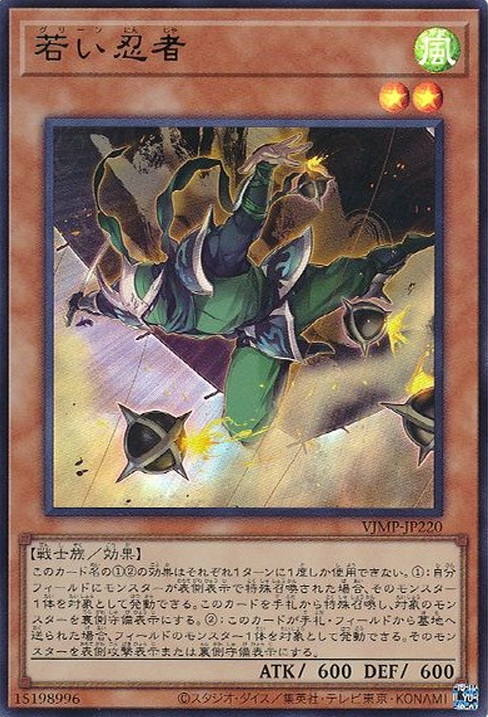 グリーン にんじゃ
若い忍者
風
VJMP-JP220
【戦士族／効果】
このカード名の①②の効果はそれぞれ1ターンに1度しか使用できない。①：自分
フィールドにモンスターが表側表示で特殊召喚された場合、そのモンスター
1体を対象として発動できる。このカードを手札から特殊召喚し、対象のモン
スターを裏側守備表示にする。②：このカードが手札・フィールドから墓地へ
送られた場合、フィールドのモンスター1体を対象として発動できる。そのモン
スターを表側攻撃表示または裏側守備表示にする。
ATK/ 600 DEF/ 600
15198996
©スタジオ・ダイス／集英社・テレビ東京・KONAMI